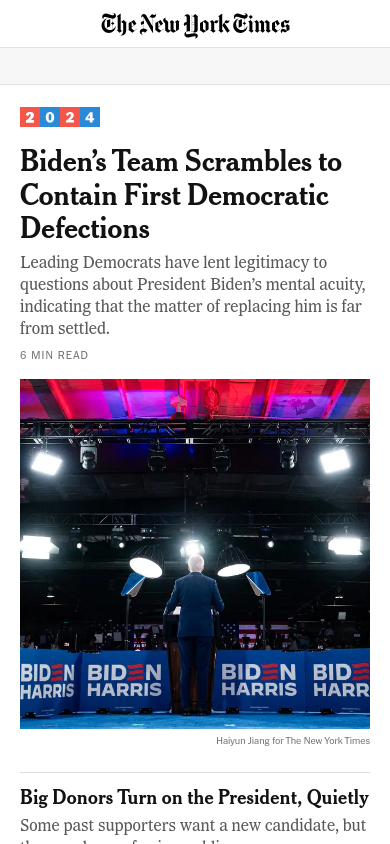 The New York Times
2024
Biden’s Team Scrambles to
Contain First Democratic
Defections
Leading Democrats have lent legitimacy to
questions about President Biden’s mental acuity,
indicating that the matter of replacing him is far
from settled.
6 MIN READ
BIDEN
HARRIS
BIDEN
HARRIS
BIDEN
HARRIS
BID
HARR
Haiyun Jiang for The New York Times
Big Donors Turn on the President, Quietly
Some past supporters want a new candidate, but